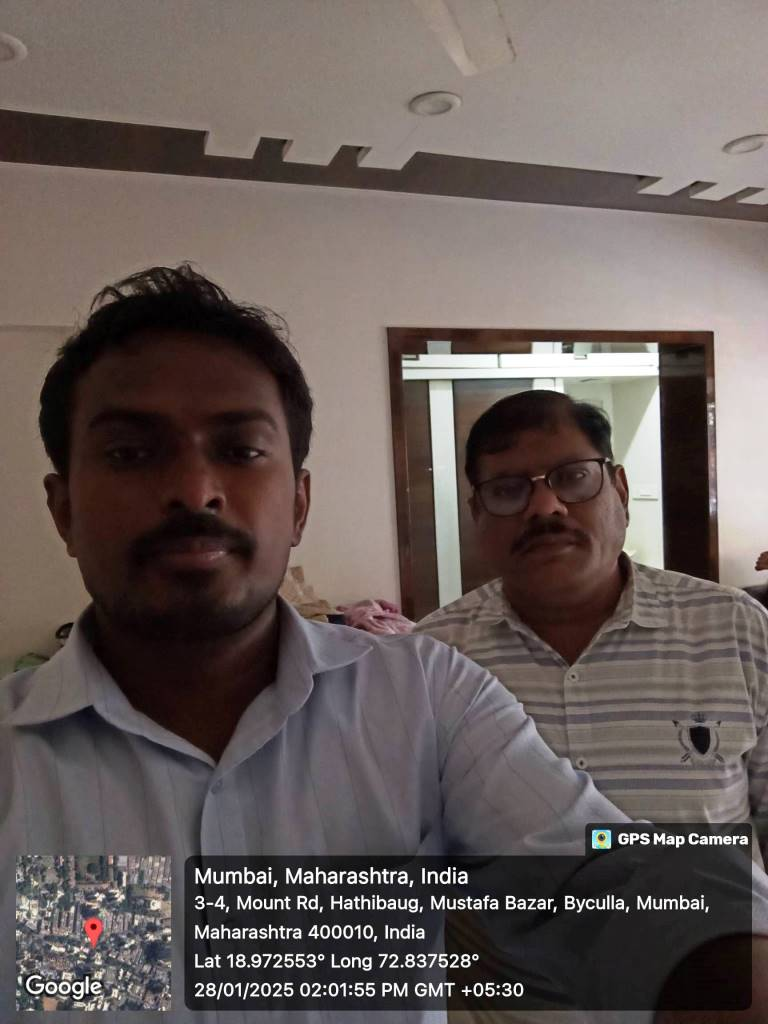 GPS Map Camera
Mumbai, Maharashtra, India
3-4, Mount Rd, Hathibaug, Mustafa Bazar, Byculla, Mumbai,
Maharashtra 400010, India
Lat 18.972553° Long 72.837528°
28/01/2025 02:01:55 PM GMT +05:30
Google